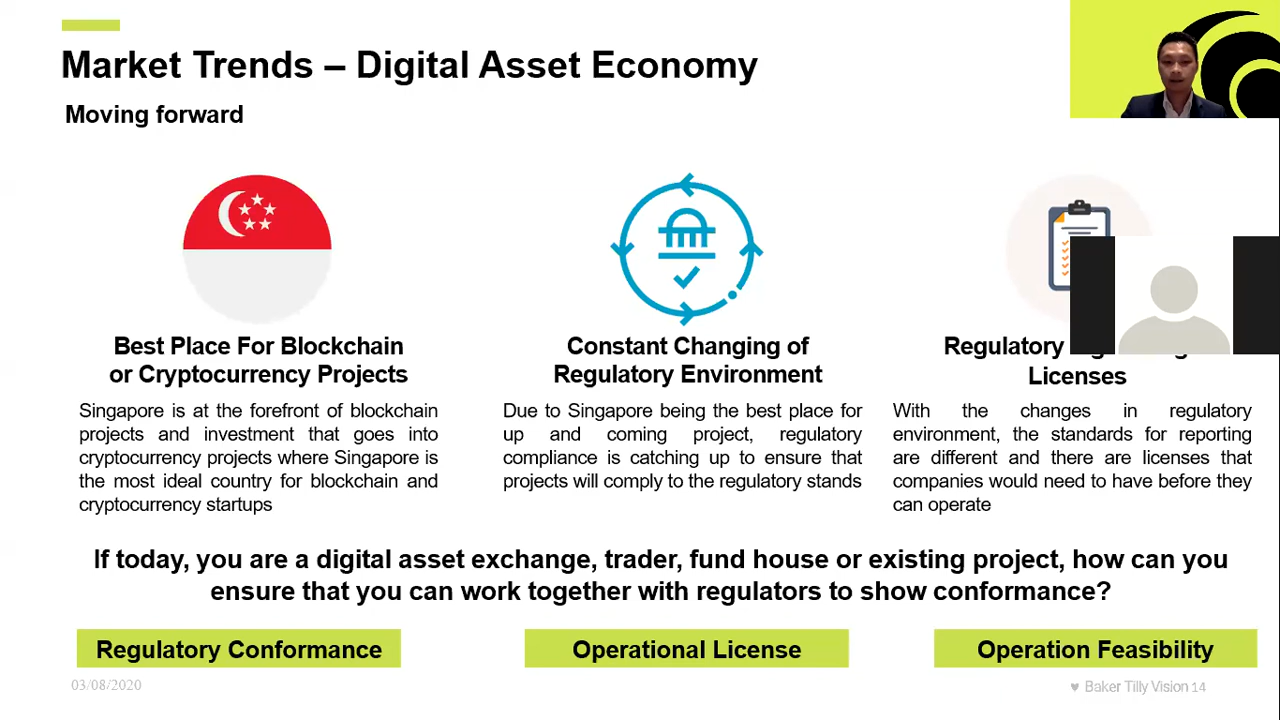 Market Trends – Digital Asset Economy
Moving forward
Best Place For Blockchain
or Cryptocurrency Projects
Singapore is at the forefront of blockchain
projects and investment that goes into
cryptocurrency projects where Singapore is
the most ideal country for blockchain and
cryptocurrency startups
Constant Changing of
Regulatory Environment
Due to Singapore being the best place for
up and coming project, regulatory
compliance is catching up to ensure that
projects will comply to the regulatory stands
Regulatory
Licenses
With the changes in regulatory
environment, the standards for reporting
are different and there are licenses that
companies would need to have before they
can operate
If today, you are a digital asset exchange, trader, fund house or existing project, how can you
ensure that you can work together with regulators to show conformance?
Regulatory Conformance
Operational License
Operation Feasibility
03/08/2020
♥ Baker Tilly Vision 14